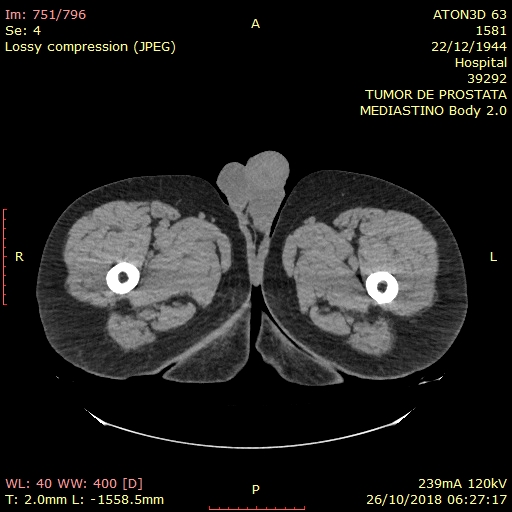 Im: 751/796
Se: 4
Lossy compression (JPEG)
A
ATON3D 63
1581
22/12/1944
Hospital
39292
TUMOR DE PROSTATA
MEDIASTINO Body 2.0
R
L
WL: 40 WW: 400 [D]
T: 2.0mm L: -1558.5mm
P
239mA 120kV
26/10/2018 06:27:17